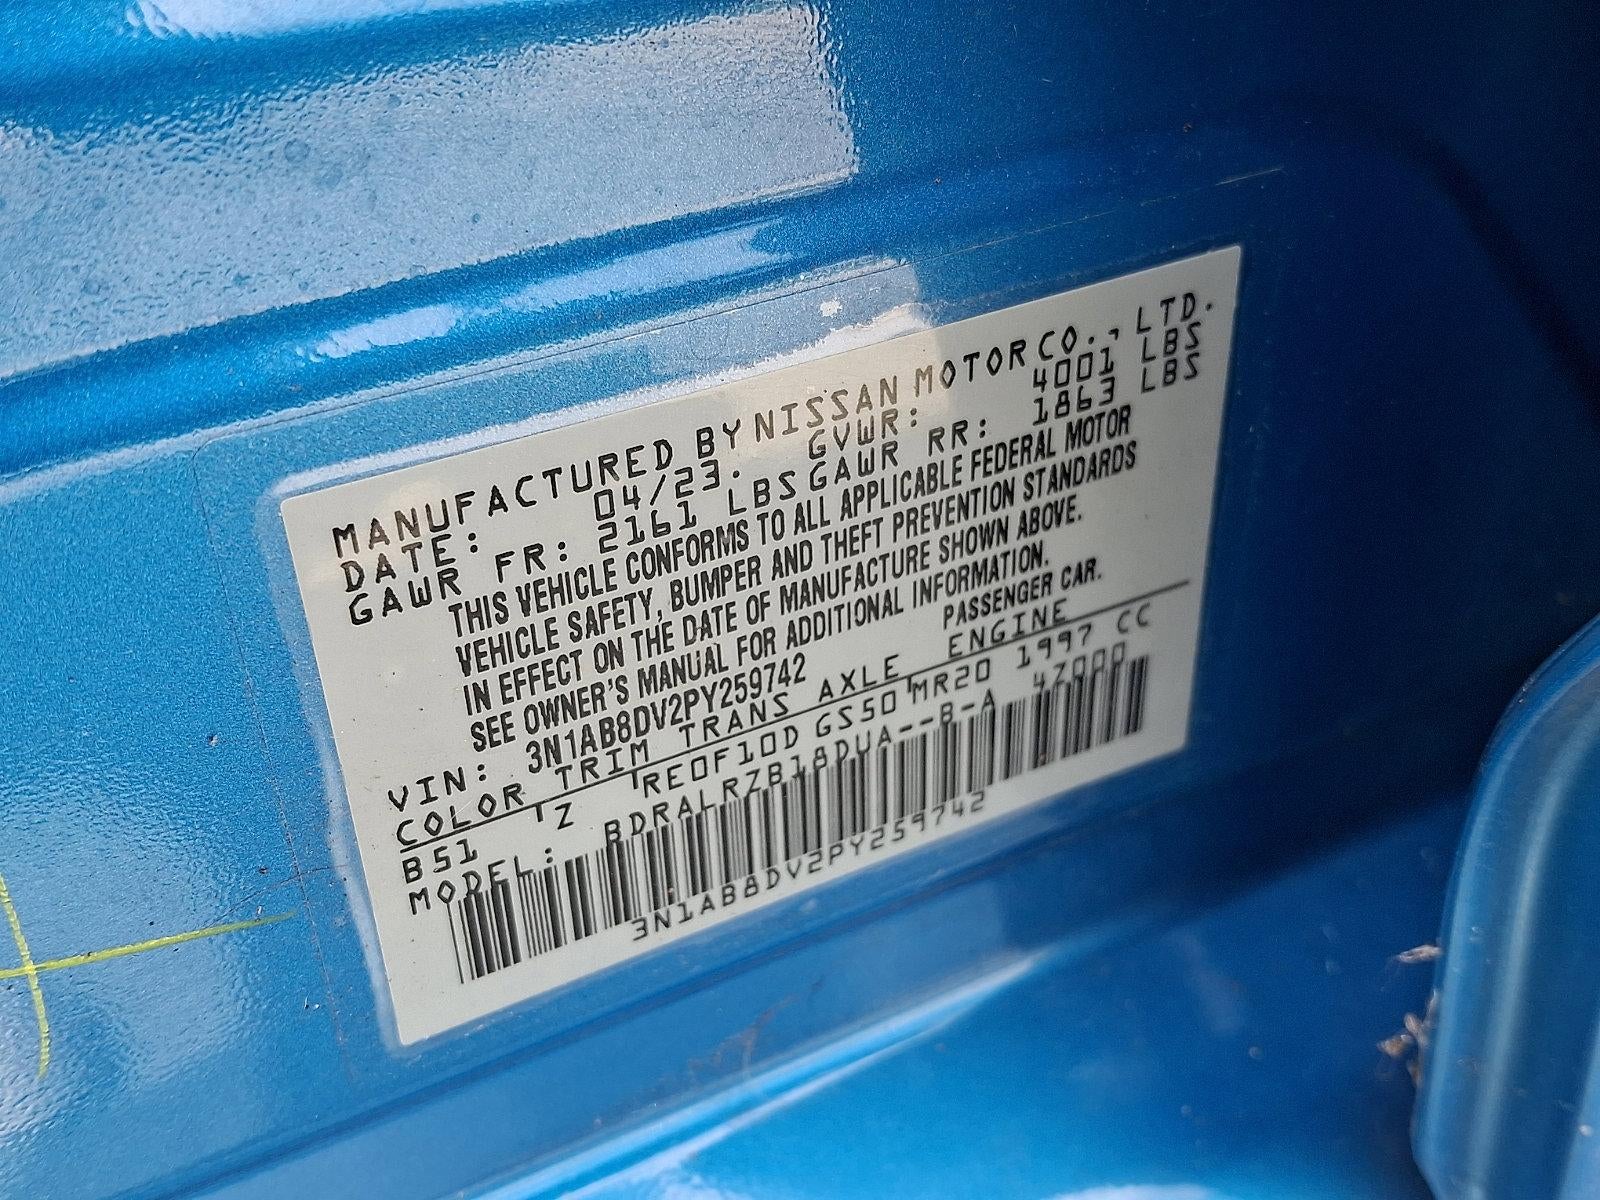 MANUFACTURED BY NISSAN MOTOR CO., LTD.
DATE: 04/23. GVWR: 4001 LBS
GAWR FR: 2161 LBS GAWR RR: 1863 LBS
THIS VEHICLE CONFORMS TO ALL APPLICABLE FEDERAL MOTOR
VEHICLE SAFETY, BUMPER AND THEFT PREVENTION STANDARDS
IN EFFECT ON THE DATE OF MANUFACTURE SHOWN ABOVE.
SEE OWNER'S MANUAL FOR ADDITIONAL INFORMATION.
VIN: 3N1AB8DV2PY259742 PASSENGER CAR.
COLOR TRIM TRANS AXLE ENGINE
B51 Z RE0F10D GS50 MR20 1997 CC
MODEL: BDRALRZB18DUA--B-A 4Z000
3N1AB8DV2PY259742